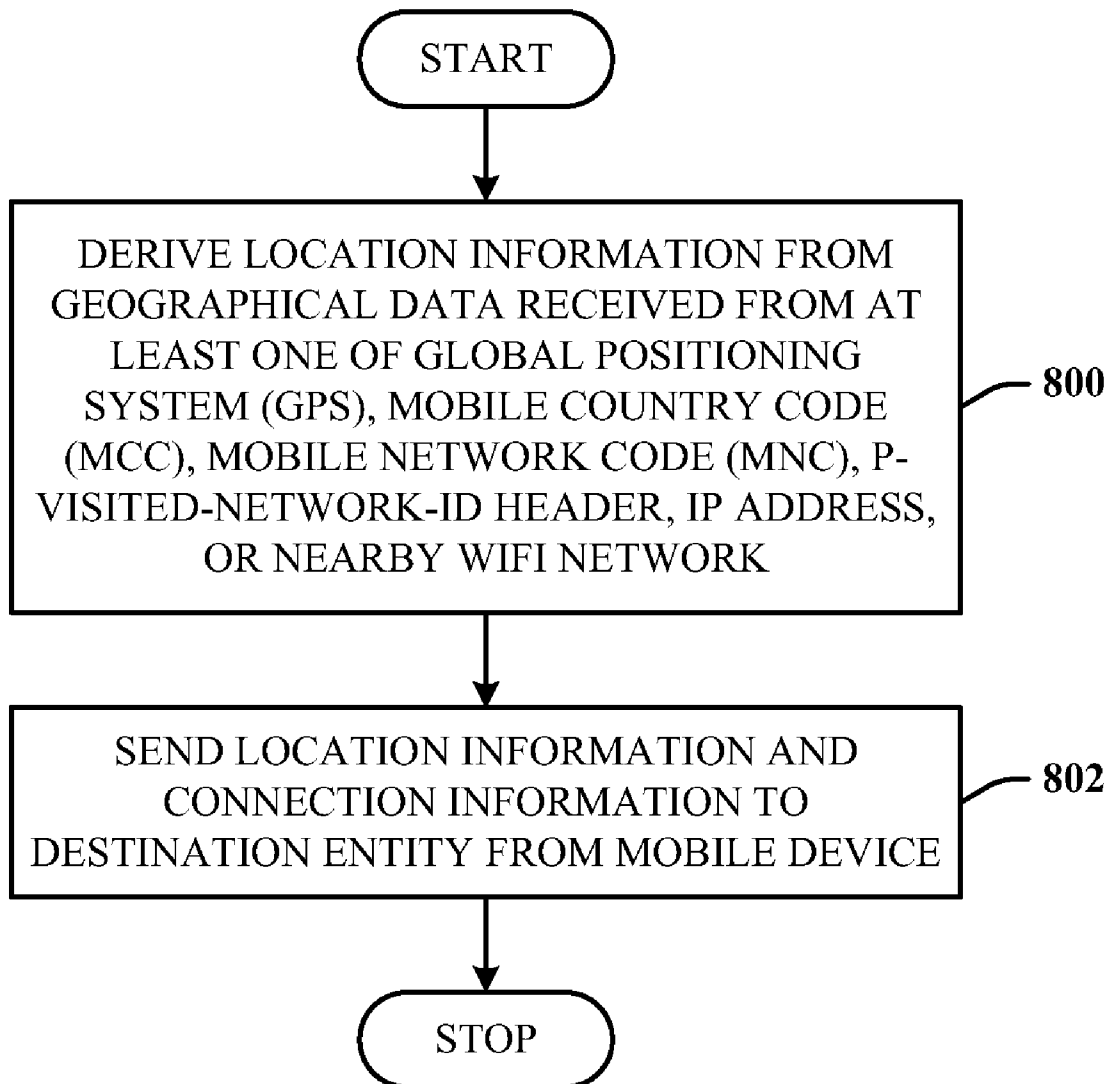 START
DERIVE LOCATION INFORMATION FROM
GEOGRAPHICAL DATA RECEIVED FROM AT
LEAST ONE OF GLOBAL POSITIONING
SYSTEM (GPS), MOBILE COUNTRY CODE
(MCC), MOBILE NETWORK CODE (MNC), P-
VISITED-NETWORK-ID HEADER, IP ADDRESS,
OR NEARBY WIFI NETWORK
800
SEND LOCATION INFORMATION AND
CONNECTION INFORMATION TO
DESTINATION ENTITY FROM MOBILE DEVICE
802
STOP